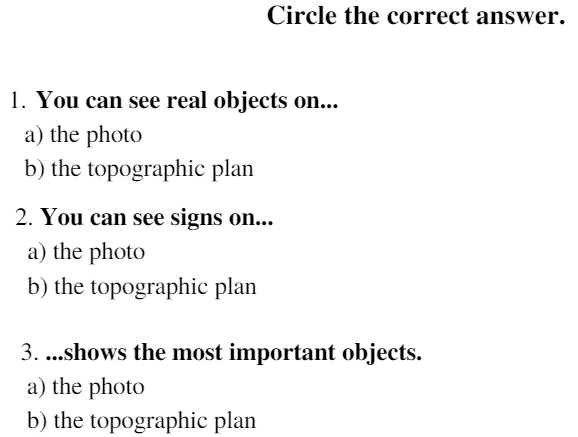 Circle the correct answer.
1. You can see real objects on...
a) the photo
b) the topographic plan
2. You can see signs on...
a) the photo
b) the topographic plan
3. ...shows the most important objects.
a) the photo
b) the topographic plan